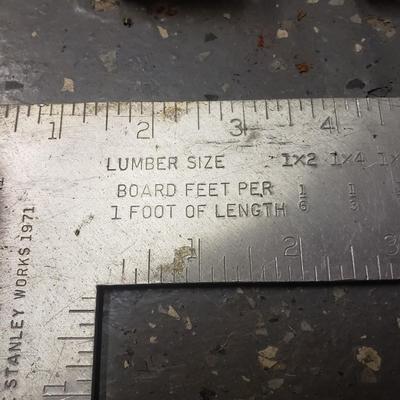 1 2 3 4
LUMBER SIZE 1X2 1X4
BOARD FEET PER 1/6 1/3
1 FOOT OF LENGTH
1 2 3
STANLEY WORKS 1971
1